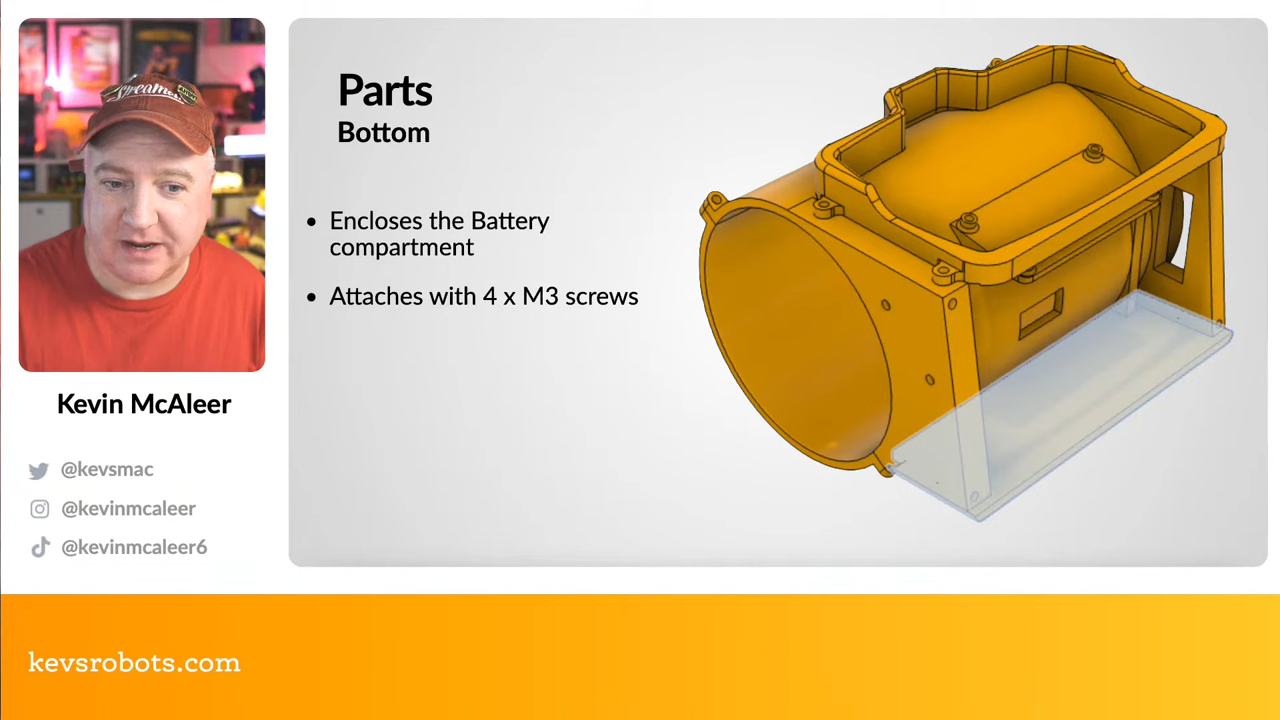 Parts
Bottom
• Encloses the Battery
compartment
• Attaches with 4 x M3 screws
Kevin McAleer
@kevsmac
@kevinmcaleer
@kevinmcaleer6
kevsrobots.com